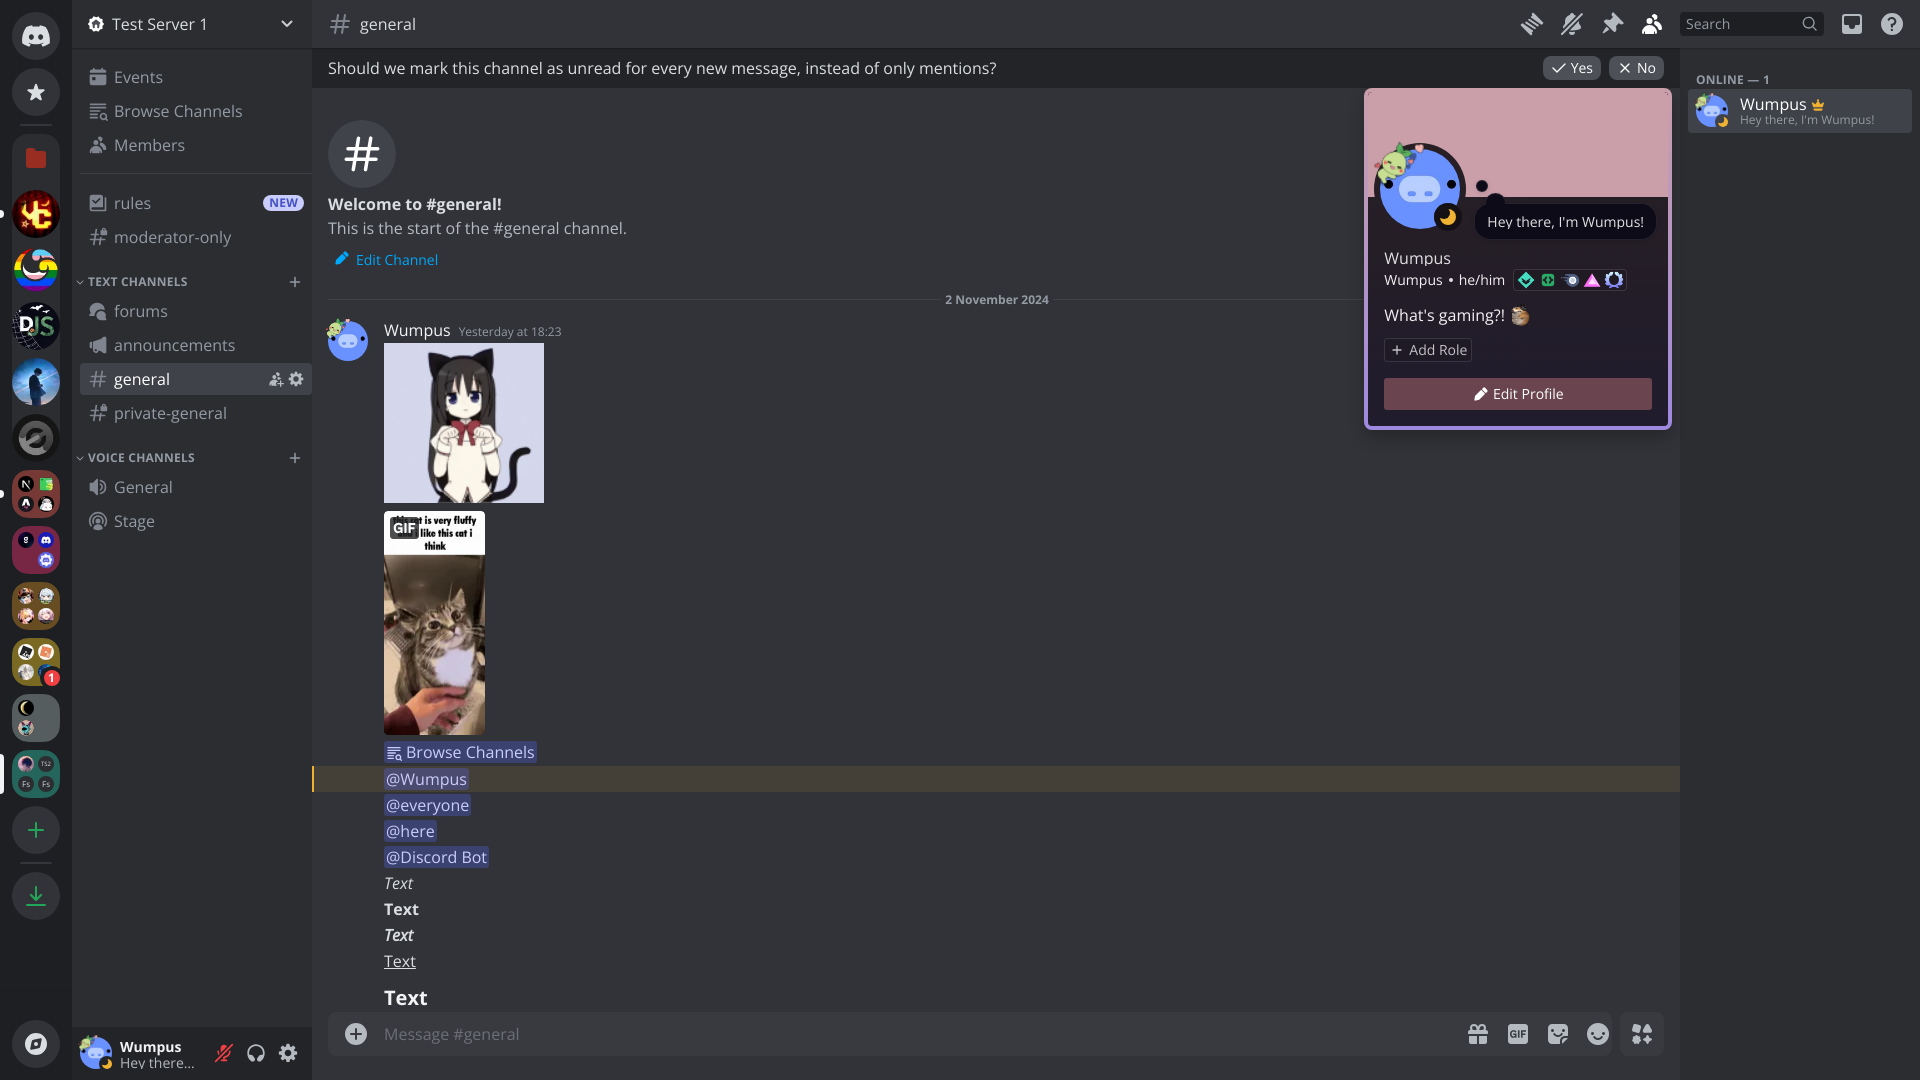 Test Server 1
Events
Browse Channels
Members
rules
NEW
moderator-only
TEXT CHANNELS
forums
announcements
general
private-general
VOICE CHANNELS
General
Stage
DJS
TS2
Fs
Fs
1
Wumpus
Hey there...
general
Search
Should we mark this channel as unread for every new message, instead of only mentions?
Yes
No
Welcome to #general!
This is the start of the #general channel.
Edit Channel
2 November 2024
Wumpus Yesterday at 18:23
GIF
is very fluffy
like this cat i
think
Browse Channels
@Wumpus
@everyone
@here
@Discord Bot
Text
Text
Text
Text
Text
Message #general
GIF
Hey there, I'm Wumpus!
Wumpus
Wumpus • he/him
What's gaming?!
Add Role
Edit Profile
ONLINE — 1
Wumpus
Hey there, I'm Wumpus!